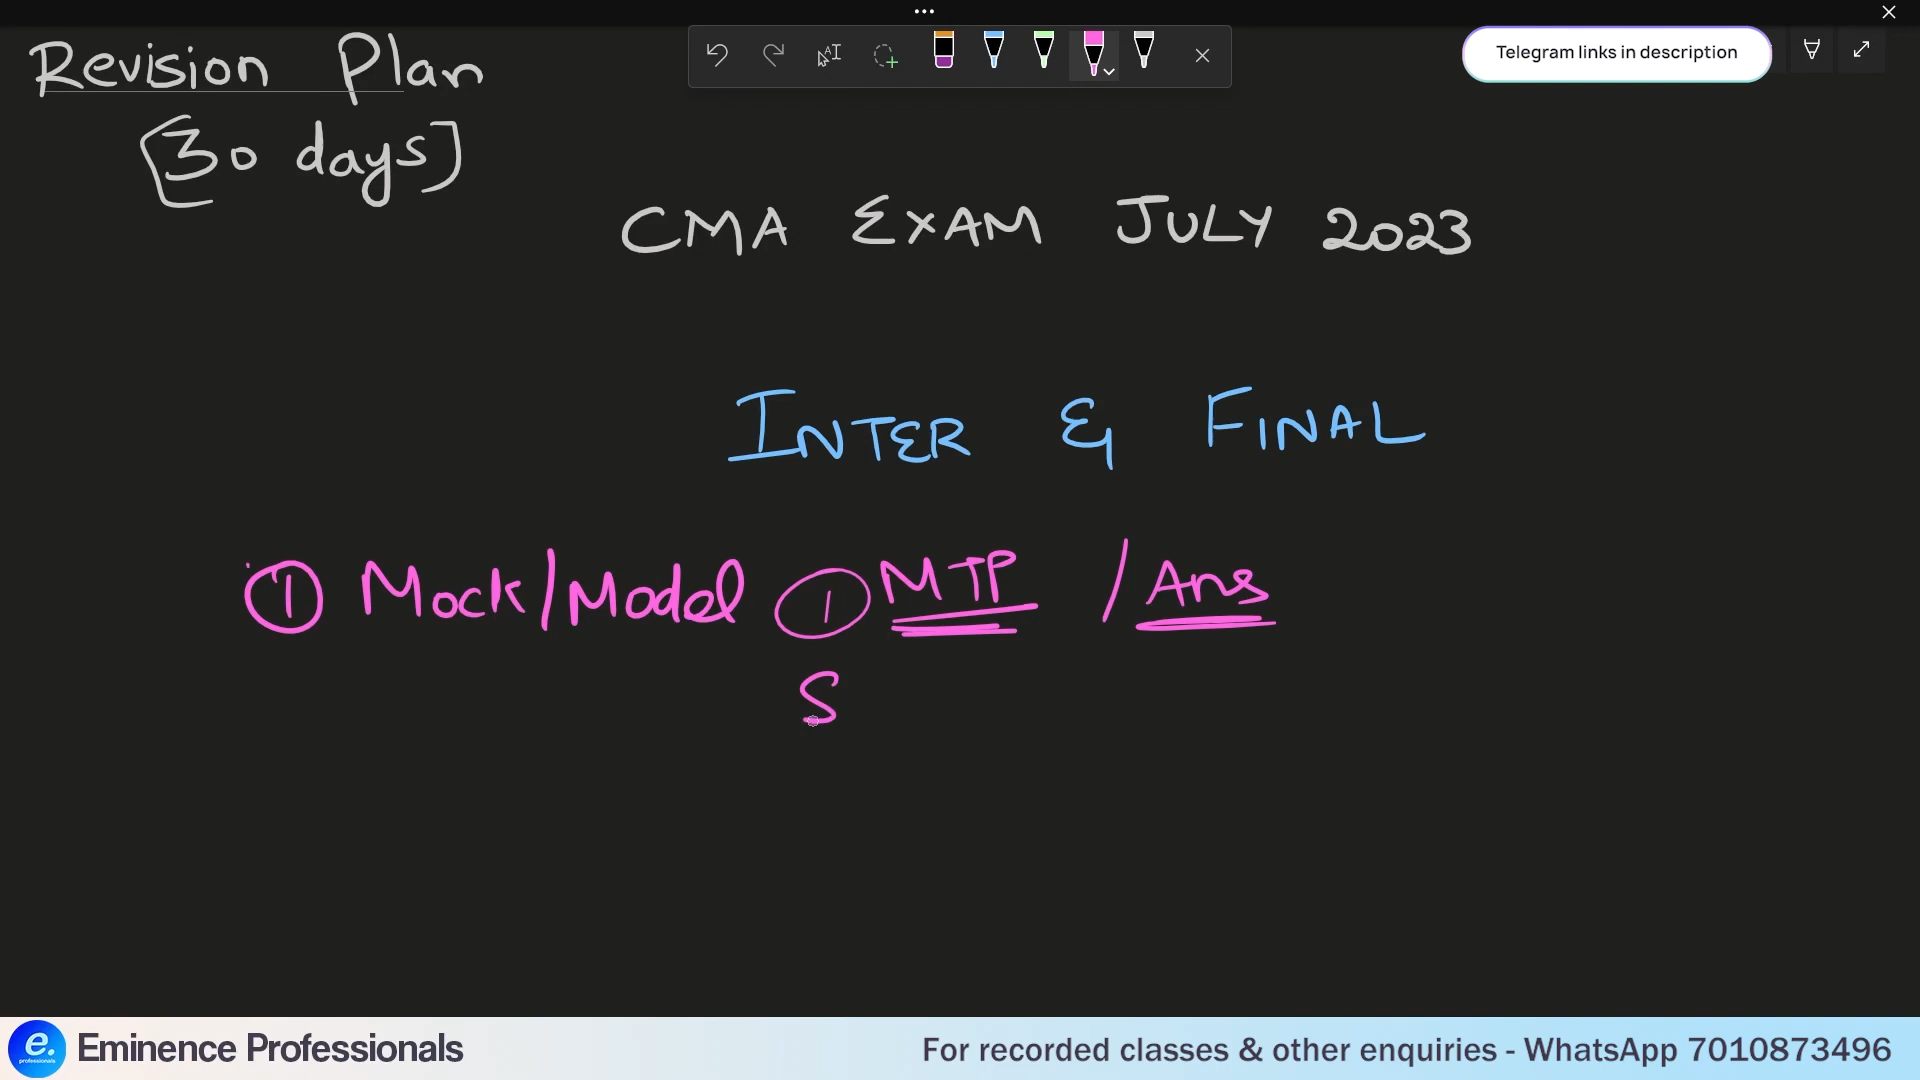 Revision Plan
[30 days]
Telegram links in description
CMA EXAM JULY 2023
INTER & FINAL
① Mock/Model ① MTP / Ans
S
e.
professionals
Eminence Professionals
For recorded classes & other enquiries - WhatsApp 7010873496